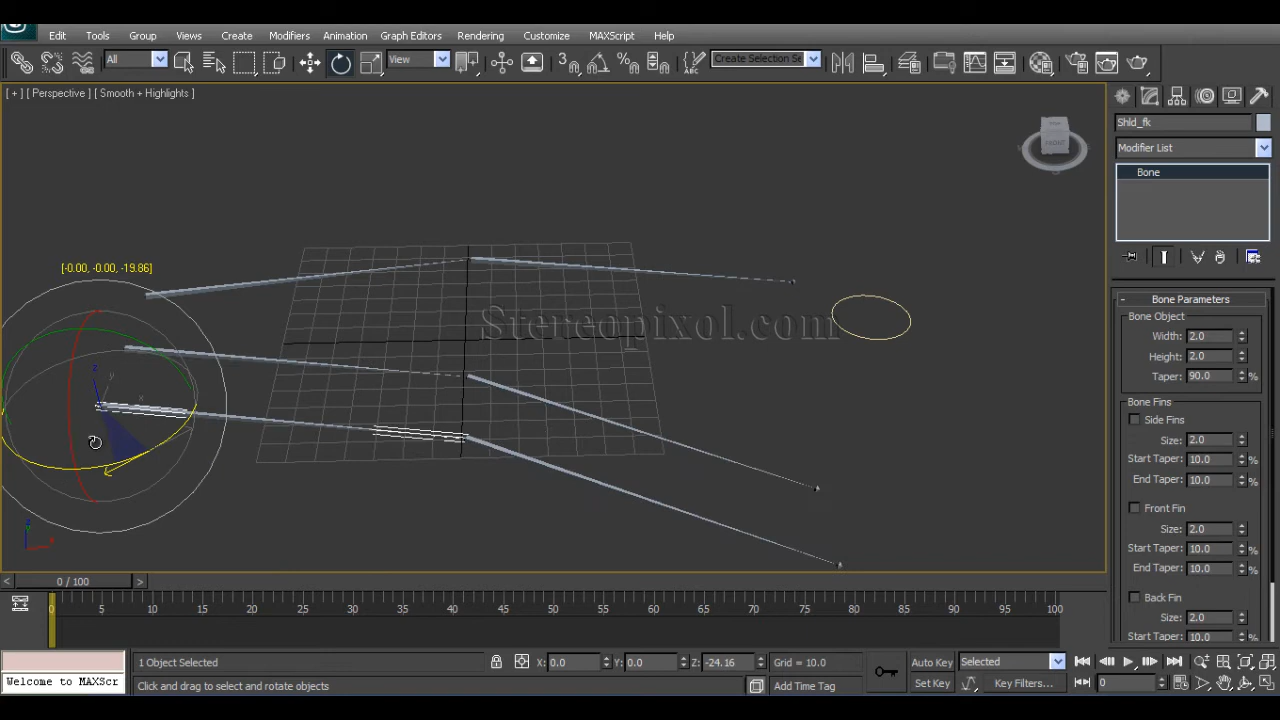 Edit Tools Group Views Create Modifiers Animation Graph Editors Rendering Customize MAXScript Help
All View 3 Create Selection Se
[ + ] [ Perspective ] [ Smooth + Highlights ]
TOP
FRONT
Shld_fk
Modifier List
Bone
[-0.00, -0.00, -19.86]
z
y
x
Stereopixol.com
- Bone Parameters
Bone Object
Width: 2.0
Height: 2.0
Taper: 90.0 %
Bone Fins
Side Fins
Size: 2.0
Start Taper: 10.0 %
End Taper: 10.0 %
Front Fin
Size: 2.0
Start Taper: 10.0 %
End Taper: 10.0 %
Back Fin
Size: 2.0
Start Taper: 10.0 %
< 0 / 100 >
0 5 10 15 20 25 30 35 40 45 50 55 60 65 70 75 80 85 90 95 100
1 Object Selected X: 0.0 Y: 0.0 Z: -24.16 Grid = 10.0 Auto Key Selected
Welcome to MAXScr Click and drag to select and rotate objects Add Time Tag Set Key Key Filters... 0